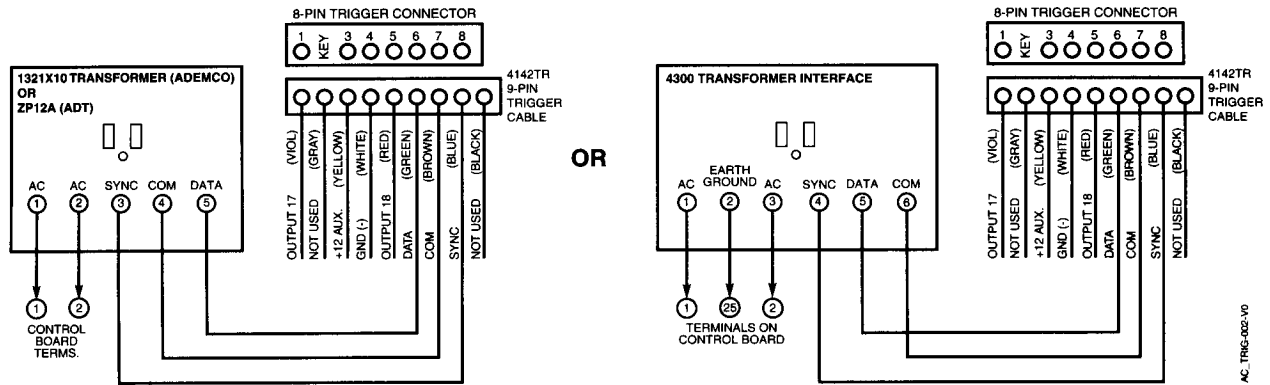 8-PIN TRIGGER CONNECTOR
1 KEY 3 4 5 6 7 8
1321X10 TRANSFORMER (ADEMCO)
OR
ZP12A (ADT)
4142TR
9-PIN
TRIGGER
CABLE
(VIOL)
(GRAY)
(YELLOW)
(WHITE)
(RED)
(GREEN)
(BROWN)
(BLUE)
(BLACK)
AC AC SYNC COM DATA
1 2 3 4 5
OUTPUT 17
NOT USED
+12 AUX.
GND (-)
OUTPUT 18
DATA
COM
SYNC
NOT USED
1 2
CONTROL
BOARD
TERMS.
OR
8-PIN TRIGGER CONNECTOR
1 KEY 3 4 5 6 7 8
4300 TRANSFORMER INTERFACE
4142TR
9-PIN
TRIGGER
CABLE
(VIOL)
(GRAY)
(YELLOW)
(WHITE)
(RED)
(GREEN)
(BROWN)
(BLUE)
(BLACK)
EARTH
AC GROUND AC SYNC DATA COM
1 2 3 4 5 6
OUTPUT 17
NOT USED
+12 AUX.
GND (-)
OUTPUT 18
DATA
COM
SYNC
NOT USED
1 25 2
TERMINALS ON
CONTROL BOARD
AC_TRIG-002-V0